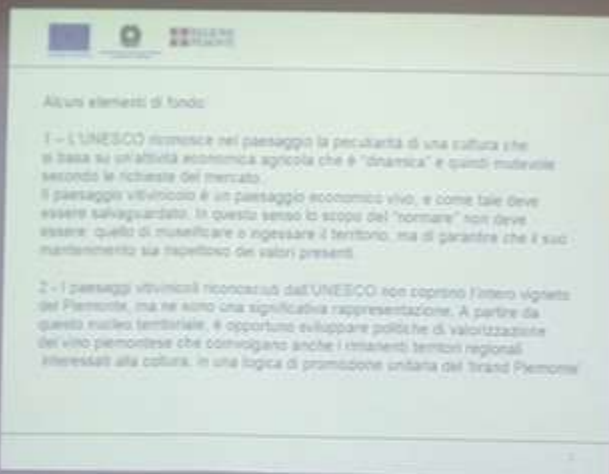 REGIONE
PIEMONTE
Alcuni elementi di fondo:
1 – L'UNESCO riconosce nel paesaggio la peculiarità di una cultura che
si basa su un'attività economica agricola che è "dinamica" e quindi mutevole
secondo le richieste del mercato.
Il paesaggio vitivinicolo è un paesaggio economico vivo, e come tale deve
essere salvaguardato. In questo senso lo scopo del "normare" non deve
essere quello di museificare o ingessare il territorio, ma di garantire che il suo
mantenimento sia rispettoso dei valori presenti.
2 - I paesaggi vitivinicoli riconosciuti dall'UNESCO non coprono l'intero vigneto
del Piemonte, ma ne sono una significativa rappresentazione. A partire da
questo nucleo territoriale, è opportuno sviluppare politiche di valorizzazione
del vino piemontese che coinvolgano anche i rimanenti territori regionali
interessati alla coltura, in una logica di promozione unitaria del 'brand Piemonte'